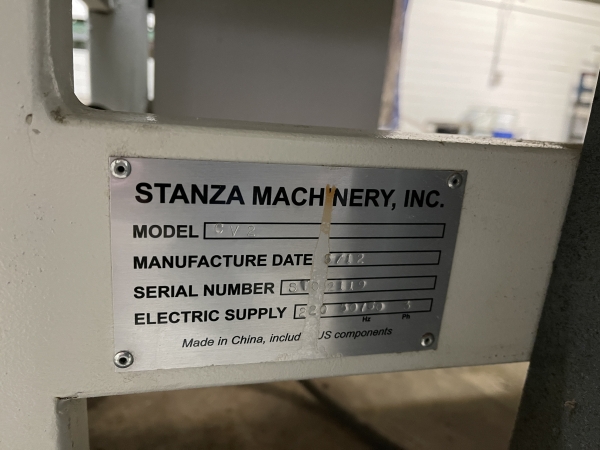 STANZA MACHINERY, INC.
MODEL
MANUFACTURE DATE
SERIAL NUMBER
ELECTRIC SUPPLY Hz Ph
Made in China, includ US components